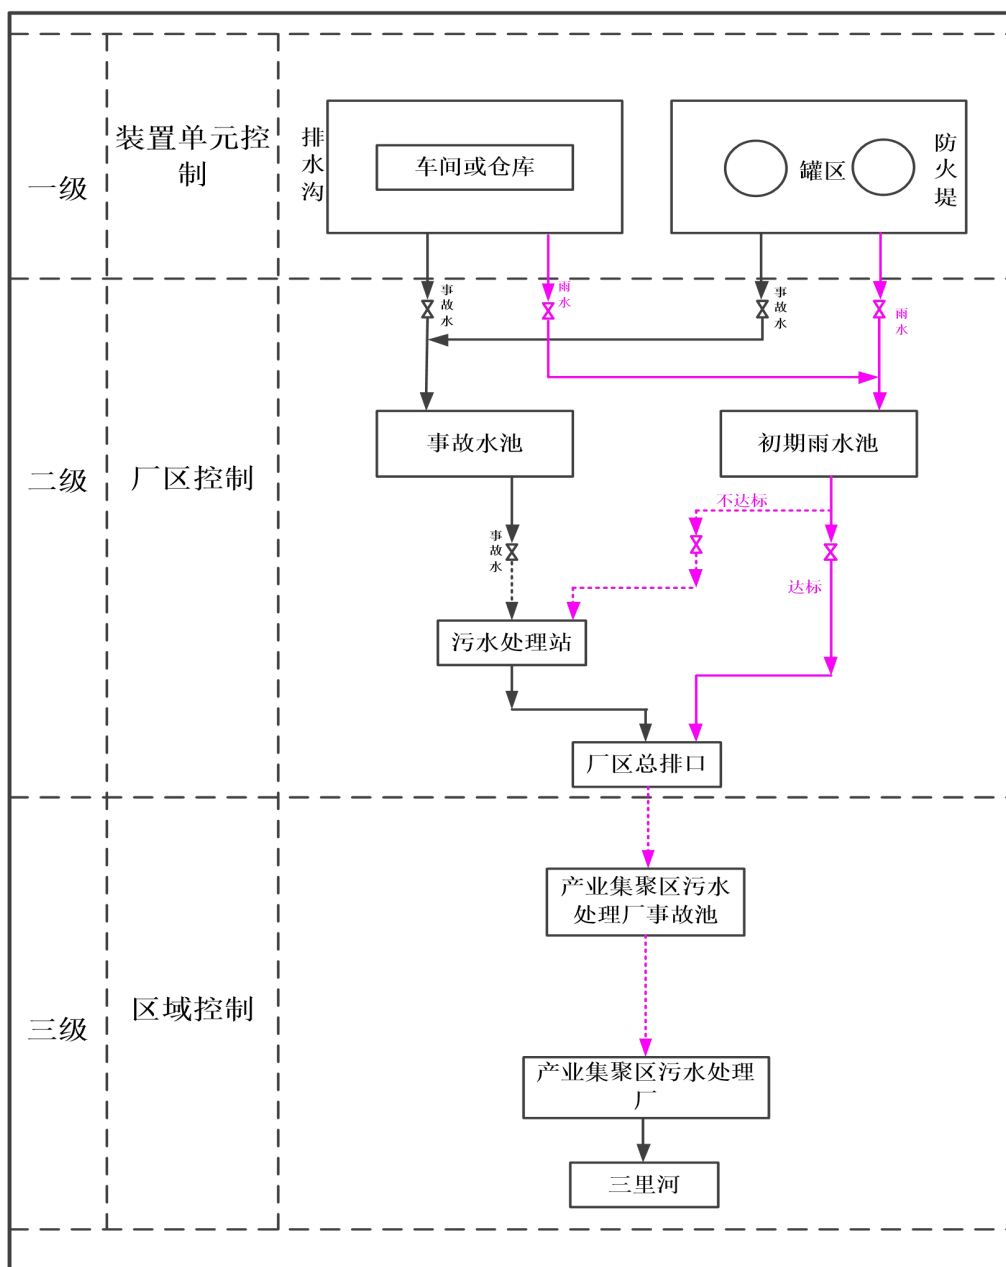 一级
装置单元控
制
排
水
沟
车间或仓库
罐区
防
火
堤
事
故
水
雨
水
事
故
水
雨
水
二级
厂区控制
事故水池
初期雨水池
不达标
事
故
水
达标
污水处理站
厂区总排口
三级
区域控制
产业集聚区污水
处理厂事故池
产业集聚区污水处理
厂
三里河